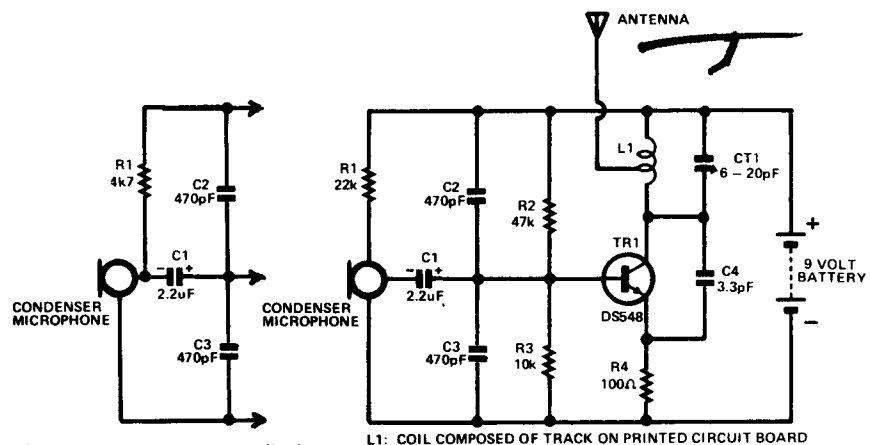 ANTENNA
R1
4k7
C2
470pF
C1
- +
2.2uF
CONDENSER
MICROPHONE
C3
470pF
R1
22k
C2
470pF
C1
- +
2.2uF
CONDENSER
MICROPHONE
C3
470pF
R2
47k
R3
10k
L1
CT1
6 – 20pF
TR1
DS548
C4
3.3pF
R4
100Ω
+
9 VOLT
BATTERY
–
L1: COIL COMPOSED OF TRACK ON PRINTED CIRCUIT BOARD